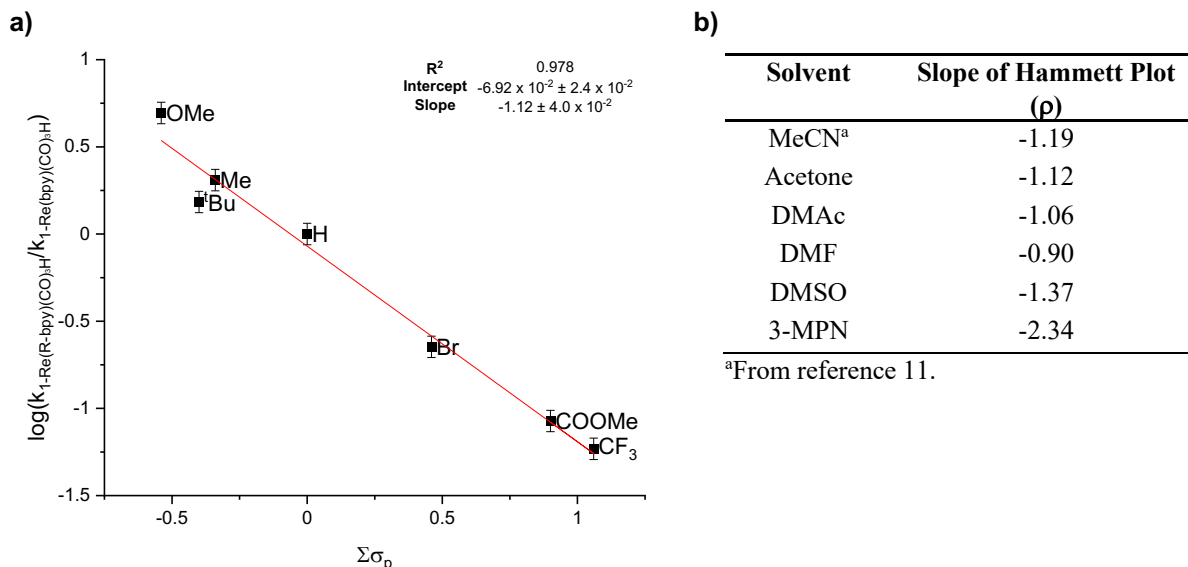 a)
R² 0.978
Intercept -6.92 x 10⁻² ± 2.4 x 10⁻²
Slope -1.12 ± 4.0 x 10⁻²
log(k₁₋Re(R-bpy)(CO)₃H/k₁₋Re(bpy)(CO)₃H)
1
0.5
0
-0.5
-1
-1.5
OMe
Me
ᵗBu
H
Br
COOMe
CF₃
-0.5 0 0.5 1
Σσₚ
b)
Solvent Slope of Hammett Plot
(ρ)
MeCNᵃ -1.19
Acetone -1.12
DMAc -1.06
DMF -0.90
DMSO -1.37
3-MPN -2.34
ᵃFrom reference 11.